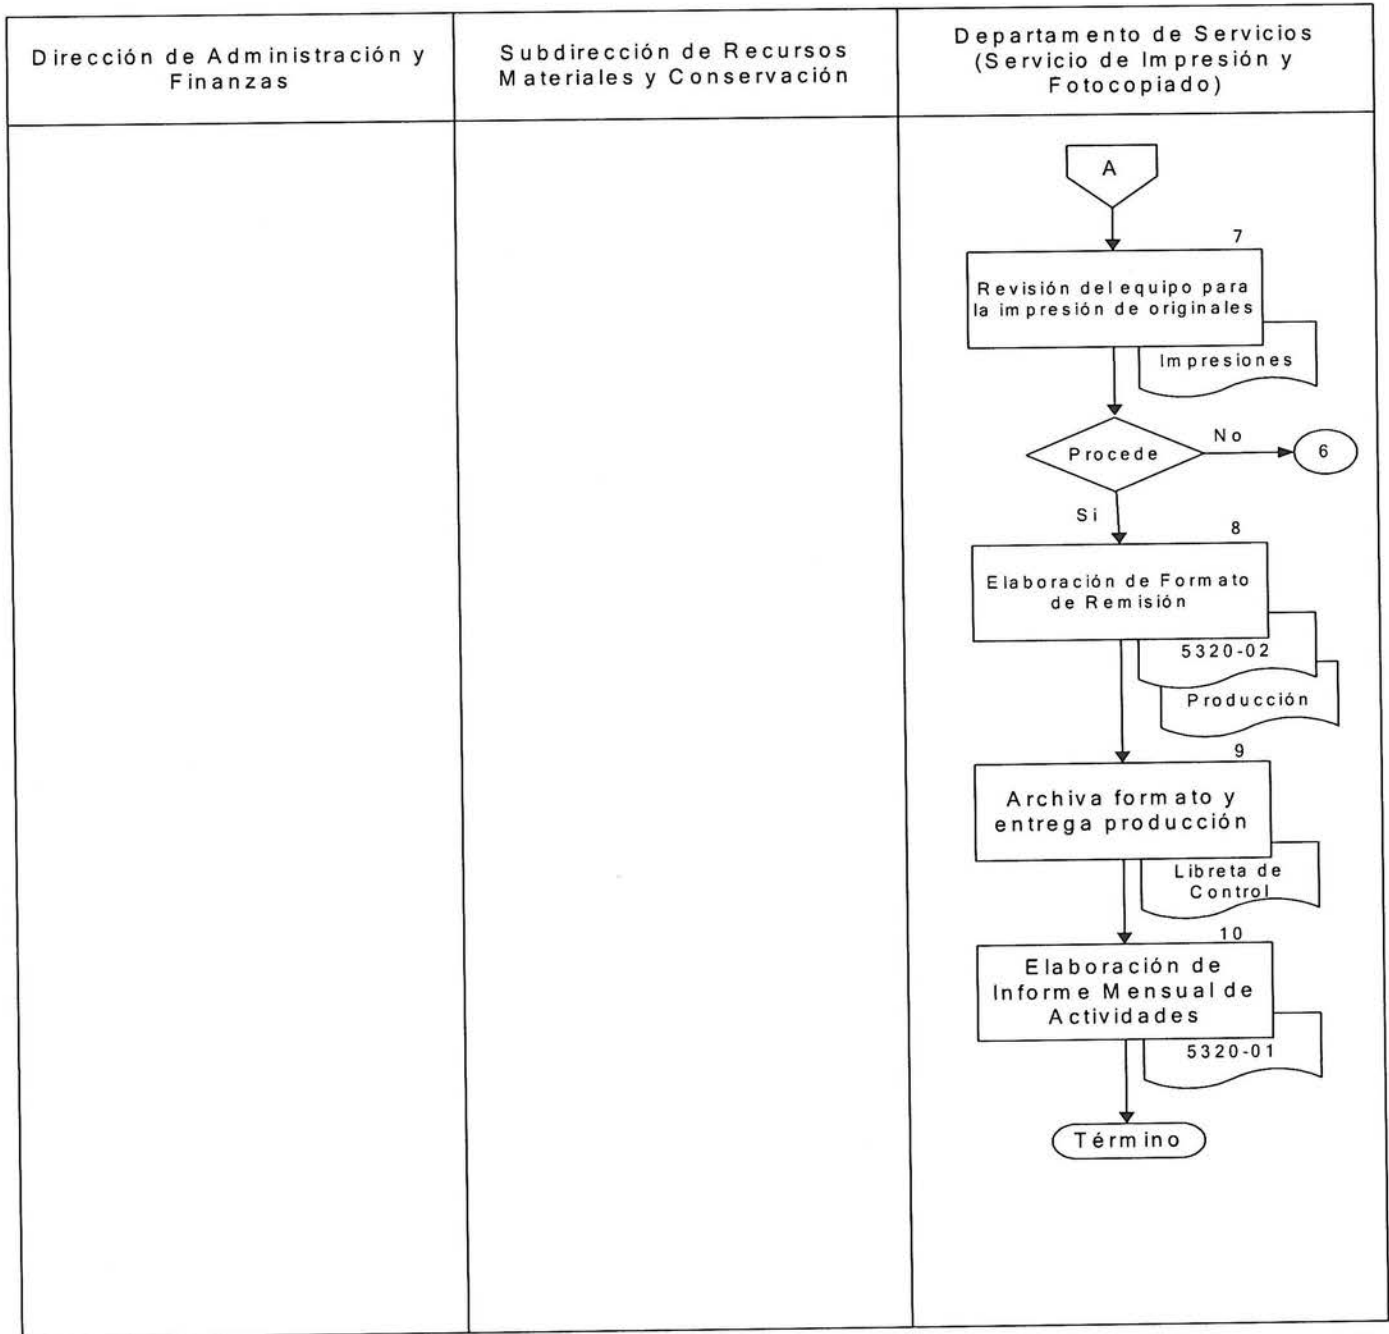 Dirección de Administración y
Finanzas
Subdirección de Recursos
Materiales y Conservación
Departamento de Servicios
(Servicio de Impresión y
Fotocopiado)
A
7
Revisión del equipo para
la impresión de originales
Impresiones
Procede
No
6
Si
8
Elaboración de Formato
de Remisión
5320-02
Producción
9
Archiva formato y
entrega producción
Libreta de
Control
10
Elaboración de
Informe Mensual de
Actividades
5320-01
Término